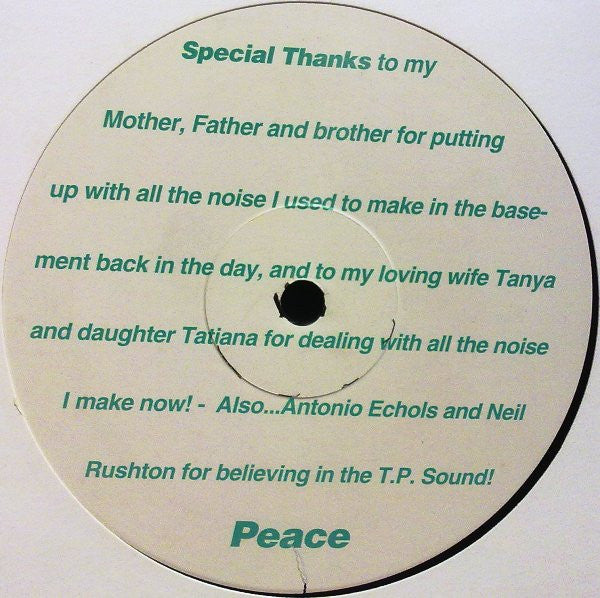 Special Thanks to my
Mother, Father and brother for putting
up with all the noise I used to make in the base-
ment back in the day, and to my loving wife Tanya
and daughter Tatiana for dealing with all the noise
I make now! - Also...Antonio Echols and Neil
Rushton for believing in the T.P. Sound!
Peace